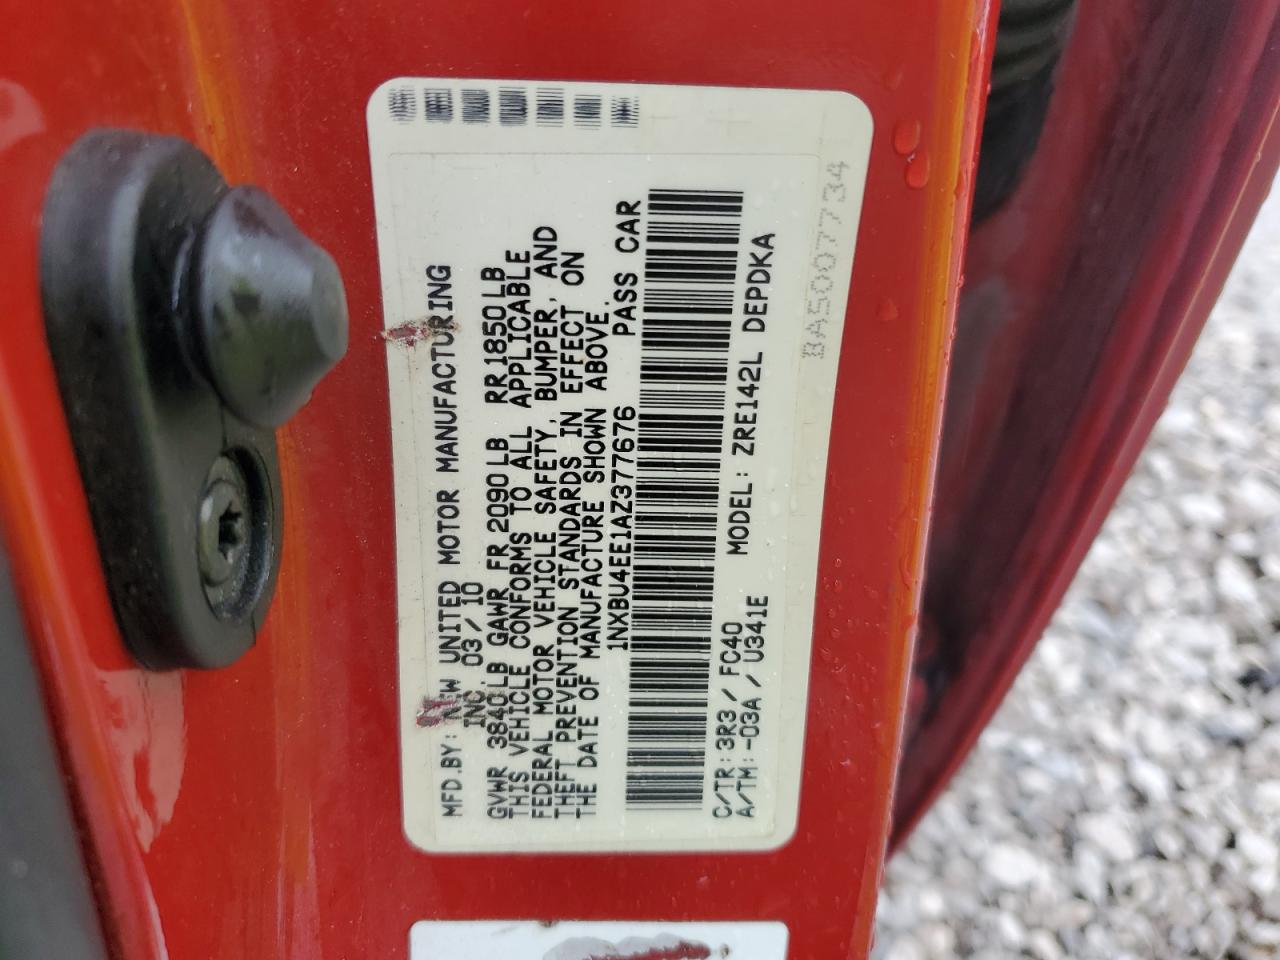 MFD.BY: NEW UNITED MOTOR MANUFACTURING
INC. 03/10
GVWR 3840LB GAWR FR 2090LB RR 1850LB
THIS VEHICLE CONFORMS TO ALL APPLICABLE
FEDERAL MOTOR VEHICLE SAFETY, BUMPER, AND
THEFT PREVENTION STANDARDS IN EFFECT ON
THE DATE OF MANUFACTURE SHOWN ABOVE.
1NXBU4EE1AZ377676 PASS CAR
C/TR: 3R3 / FC40 MODEL: ZRE142L DEPDKA
A/TM: -03A / U341E
BA5007734